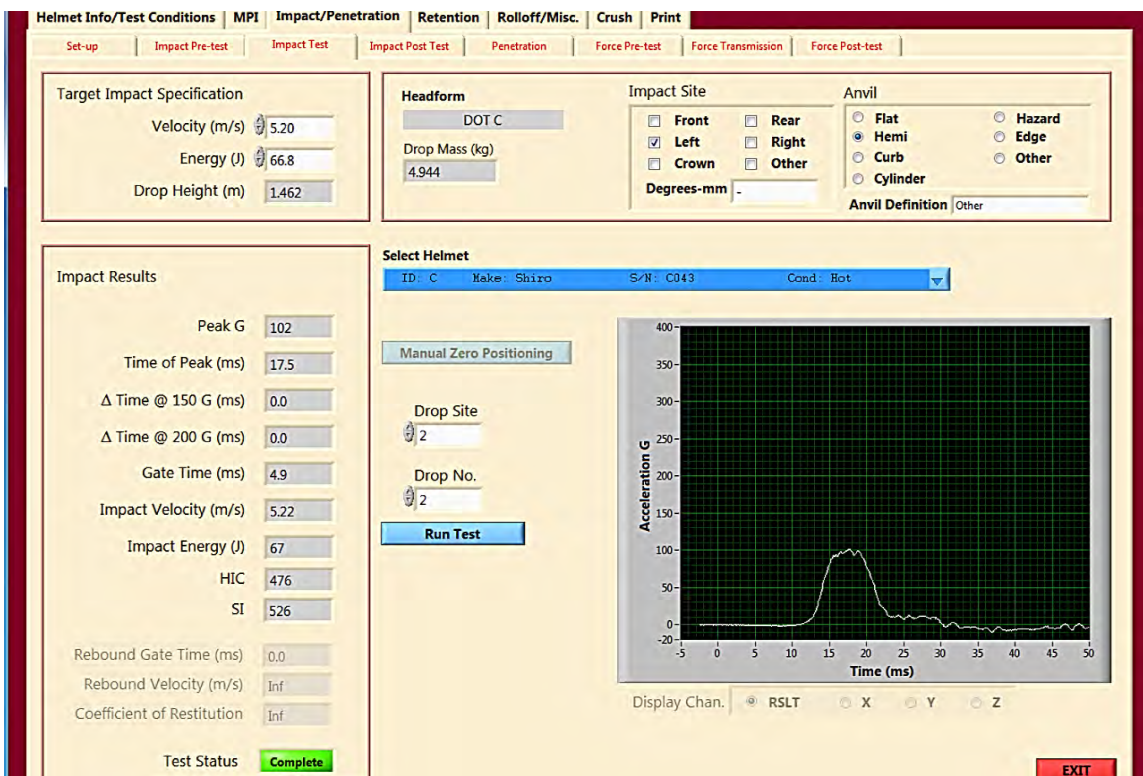 Helmet Info/Test Conditions MPI Impact/Penetration Retention Rolloff/Misc. Crush Print
Set-up Impact Pre-test Impact Test Impact Post Test Penetration Force Pre-test Force Transmission Force Post-test
Target Impact Specification
Velocity (m/s) 5.20
Energy (J) 66.8
Drop Height (m) 1.462
Headform
DOT C
Drop Mass (kg)
4.944
Impact Site
Front Rear
Left Right
Crown Other
Degrees-mm -
Anvil
Flat Hazard
Hemi Edge
Curb Other
Cylinder
Anvil Definition Other
Select Helmet
ID: C Make: Shiro S/N: C043 Cond: Hot
Impact Results
Peak G 102
Time of Peak (ms) 17.5
Δ Time @ 150 G (ms) 0.0
Δ Time @ 200 G (ms) 0.0
Gate Time (ms) 4.9
Impact Velocity (m/s) 5.22
Impact Energy (J) 67
HIC 476
SI 526
Rebound Gate Time (ms) 0.0
Rebound Velocity (m/s) Inf
Coefficient of Restitution Inf
Test Status Complete
Manual Zero Positioning
Drop Site
2
Drop No.
2
Run Test
Acceleration G
400
350
300
250
200
150
100
50
0
-20
-5 0 5 10 15 20 25 30 35 40 45 50
Time (ms)
Display Chan. RSLT X Y Z
EXIT